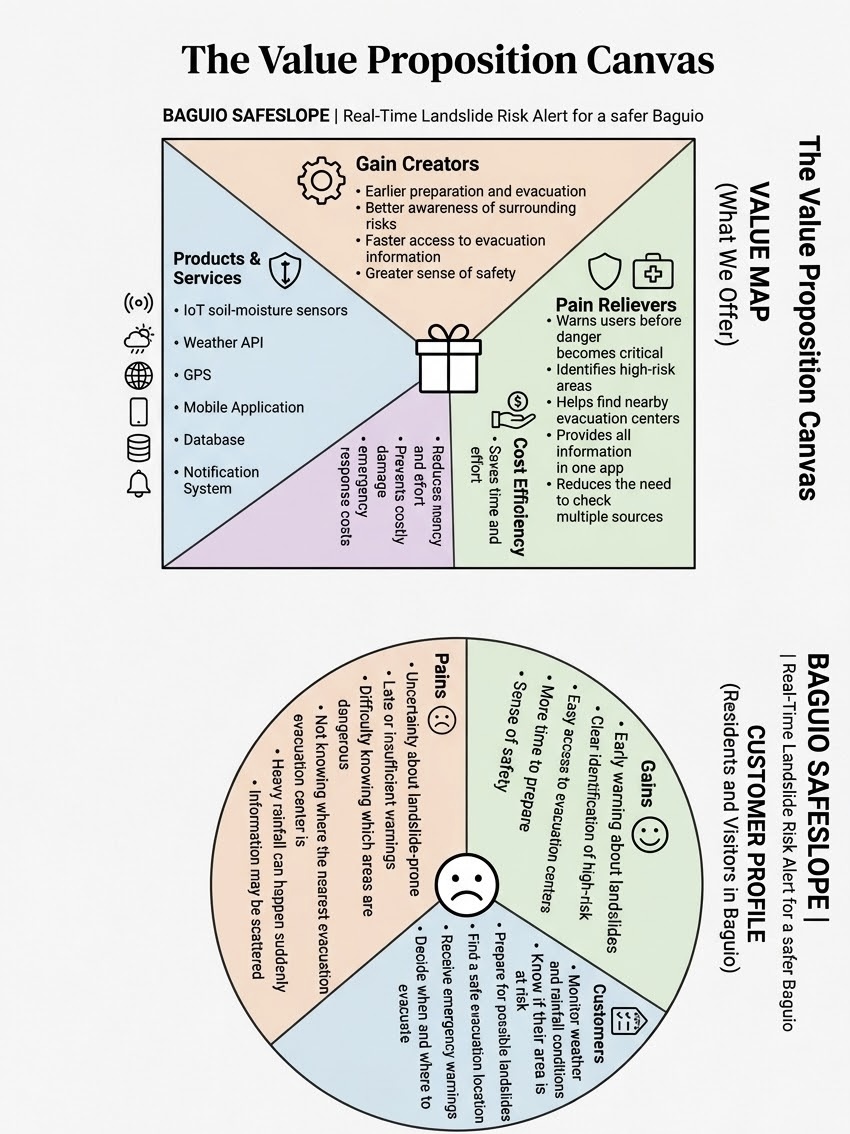 The Value Proposition Canvas
BAGUIO SAFESLOPE | Real-Time Landslide Risk Alert for a safer Baguio
The Value Proposition Canvas
VALUE MAP
(What We Offer)
Gain Creators
• Earlier preparation and evacuation
• Better awareness of surrounding
risks
• Faster access to evacuation
information
• Greater sense of safety
Products &
Services
• IoT soil-moisture sensors
• Weather API
• GPS
• Mobile Application
• Database
• Notification
System
Pain Relievers
• Warns users before
danger
becomes critical
• Identifies high-risk
areas
• Helps find nearby
evacuation centers
• Provides all
information
in one app
• Reduces the need
to check
multiple sources
Cost Efficiency
• Saves time and
effort
• Reduces
and effort
• Prevents costly
damage
• emergency
response costs
BAGUIO SAFESLOPE |
| Real-Time Landslide Risk Alert for a safer Baguio
CUSTOMER PROFILE
(Residents and Visitors in Baguio)
Gains
• Early warning about landslides
• Clear identification of high-risk
• Easy access to evacuation centers
• More time to prepare
• Sense of safety
Pains
• Uncertainty about landslide-prone
• Late or insufficient warnings
• Difficulty knowing which areas are
dangerous
• Not knowing where the nearest evacuation
evacuation center is
• Heavy rainfall can happen suddenly
• Information may be scattered
Customers
• Monitor weather
and rainfall conditions
• Know if their area is
at risk
• Prepare for possible landslides
• Find a safe evacuation location
• Receive emergency warnings
• Decide when and where to
evacuate